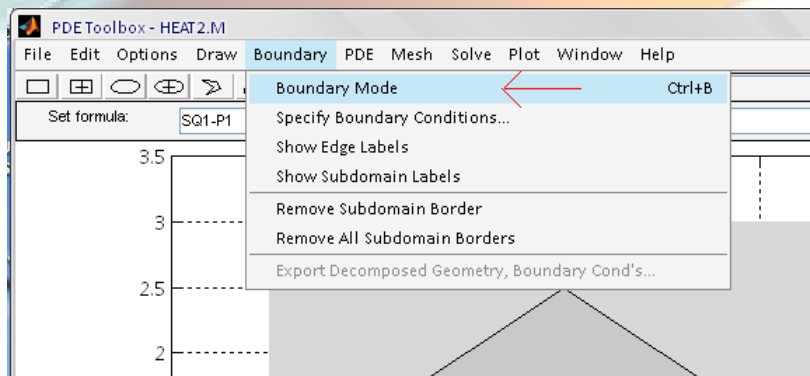 PDE Toolbox - HEAT2.M
File Edit Options Draw Boundary PDE Mesh Solve Plot Window Help
Boundary Mode Ctrl+B
Set formula: SQ1-P1
Specify Boundary Conditions...
Show Edge Labels
Show Subdomain Labels
Remove Subdomain Border
Remove All Subdomain Borders
Export Decomposed Geometry, Boundary Cond's...
3.5
3
2.5
2